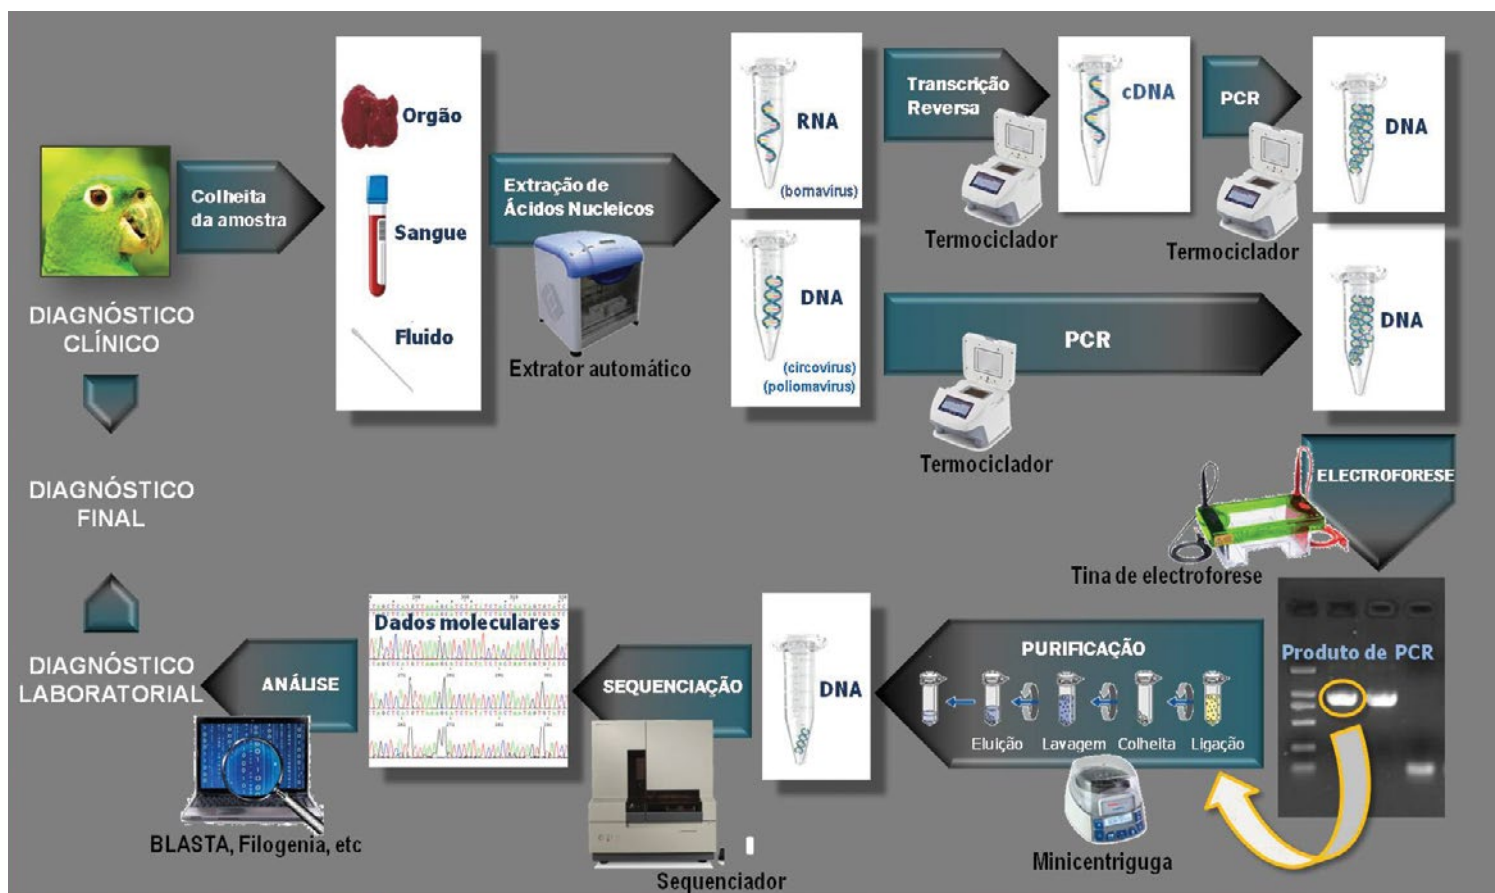 Colheita
da amostra
Orgão
Sangue
Fluido
Extração de
Ácidos Nucleicos
Extrator automático
RNA
(bornavirus)
DNA
(circovirus)
(poliomavírus)
Transcrição
Reversa
Termociclador
cDNA
PCR
Termociclador
DNA
PCR
Termociclador
DNA
ELECTROFORESE
Tina de electroforese
Produto de PCR
PURIFICAÇÃO
Eluição
Lavagem
Colheita
Ligação
Minicentriguga
DNA
SEQUENCIAÇÃO
Sequenciador
Dados moleculares
ANÁLISE
BLASTA, Filogenia, etc
DIAGNÓSTICO
CLÍNICO
DIAGNÓSTICO
FINAL
DIAGNÓSTICO
LABORATORIAL